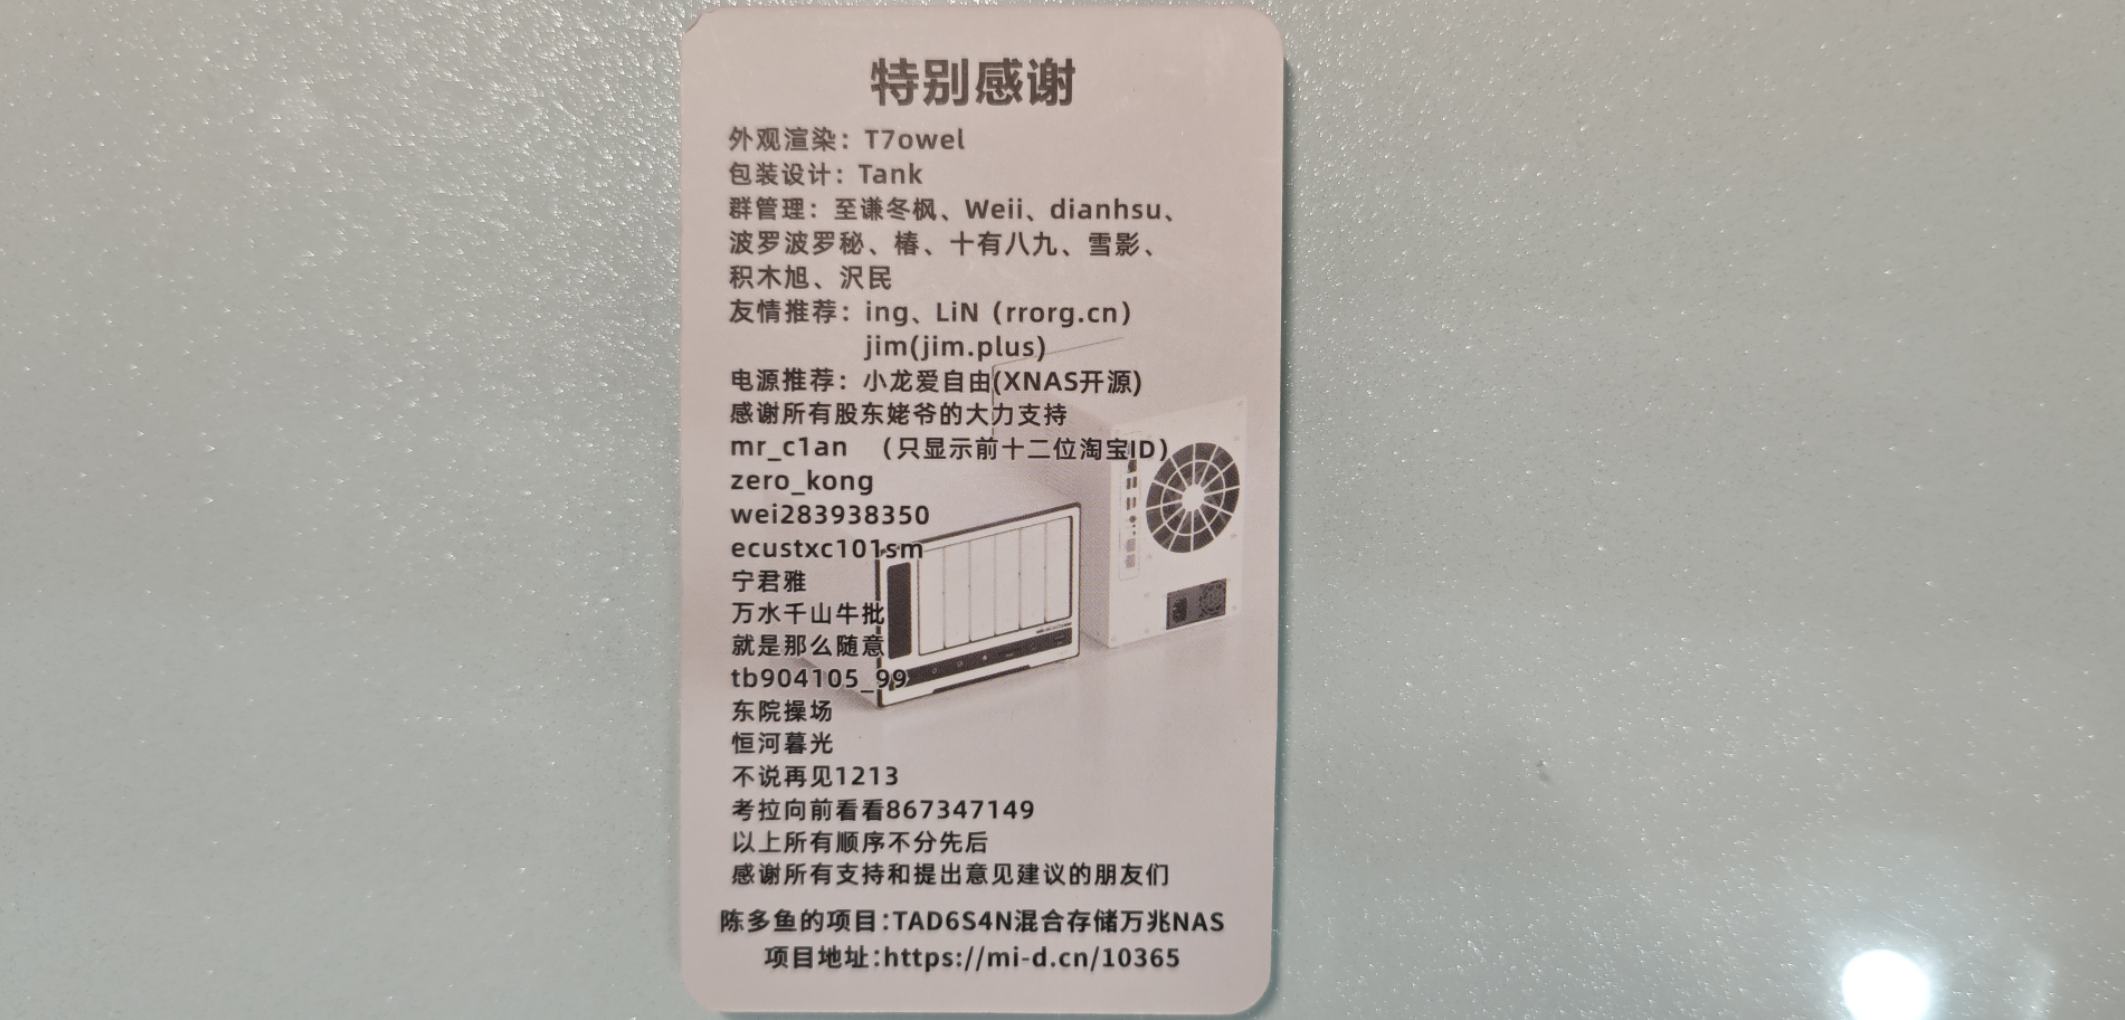 特别感谢
外观渲染：T7owel
包装设计：Tank
群管理：至谦冬枫、Weii、dianhsu、
波罗波罗秘、椿、十有八九、雪影、
积木旭、沢民
友情推荐：ing、LiN（rrorg.cn）
jim(jim.plus)
电源推荐：小龙爱自由(XNAS开源)
感谢所有股东姥爷的大力支持
mr_c1an （只显示前十二位淘宝ID）
zero_kong
wei283938350
ecustxc101sm
宁君雅
万水千山牛批
就是那么随意
tb904105_99
东院操场
恒河暮光
不说再见1213
考拉向前看看867347149
以上所有顺序不分先后
感谢所有支持和提出意见建议的朋友们
陈多鱼的项目:TAD6S4N混合存储万兆NAS
项目地址:https://mi-d.cn/10365